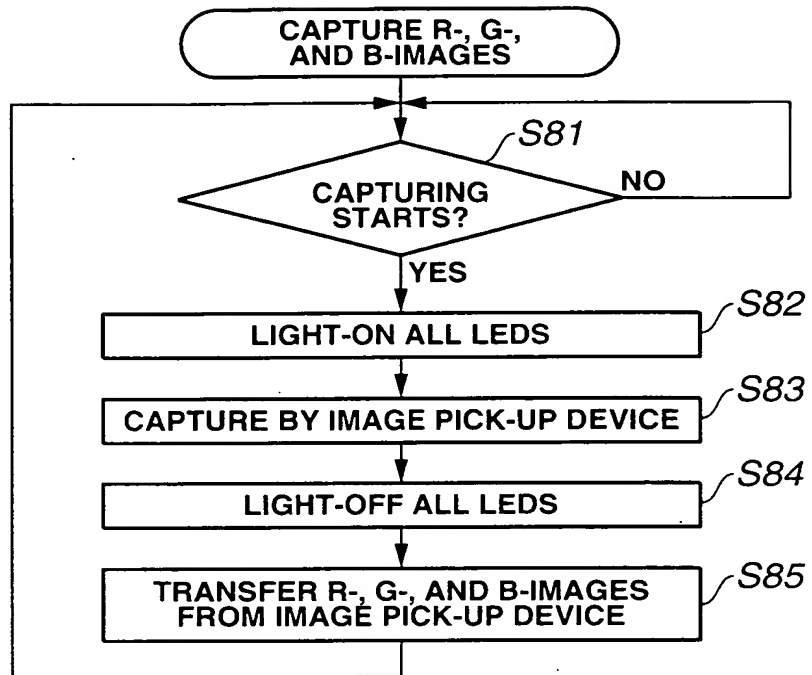 CAPTURE R-, G-,
AND B-IMAGES
S81
CAPTURING
STARTS?
NO
YES
S82
LIGHT-ON ALL LEDS
S83
CAPTURE BY IMAGE PICK-UP DEVICE
S84
LIGHT-OFF ALL LEDS
S85
TRANSFER R-, G-, AND B-IMAGES
FROM IMAGE PICK-UP DEVICE